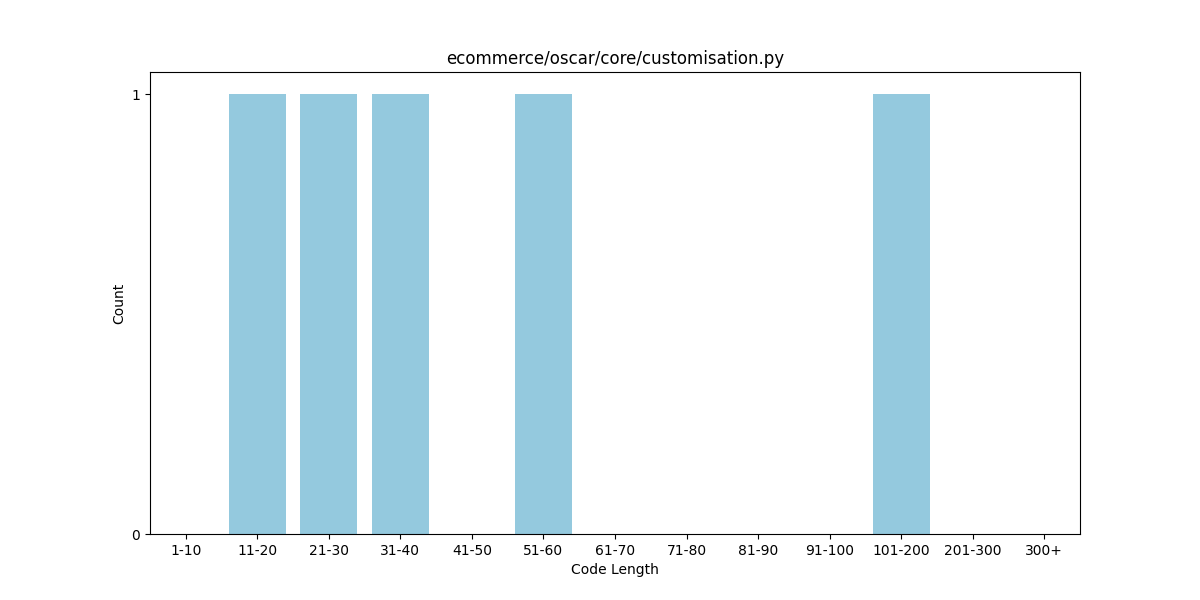 ecommerce/oscar/core/customisation.py
1
0
Count
1-10 11-20 21-30 31-40 41-50 51-60 61-70 71-80 81-90 91-100 101-200 201-300 300+
Code Length